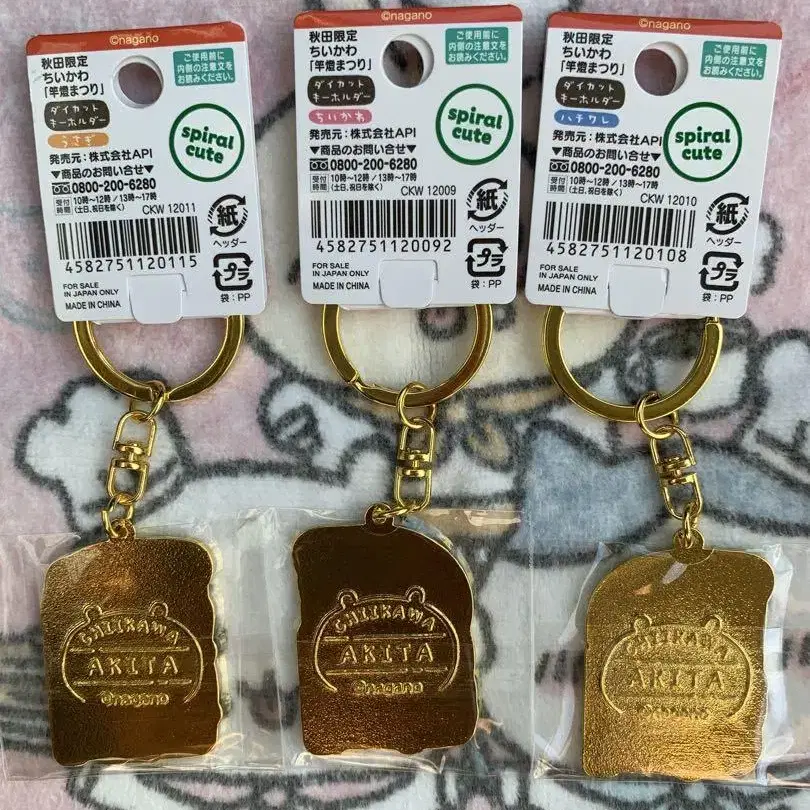 ©nagano
秋田限定
ちいかわ
「竿燈まつり」
ご使用前に
内側の注意文を
お読みください。
ダイカット
キーホルダー
うさぎ
spiral
cute
発売元:株式会社API
▼商品のお問い合せ▼
0800-200-6280
受付時間 10時~12時/13時~17時
(土日、祝日を除く)
CKW 12011
4582751120115
紙
ヘッダー
FOR SALE
IN JAPAN ONLY
MADE IN CHINA
プラ
袋:PP
CHIIKAWA
AKITA
©nagano
©nagano
秋田限定
ちいかわ
「竿燈まつり」
ご使用前に
内側の注意文を
お読みください。
ダイカット
キーホルダー
ちいかわ
spiral
cute
発売元:株式会社API
▼商品のお問い合せ▼
0800-200-6280
受付時間 10時~12時/13時~17時
(土日、祝日を除く)
CKW 12009
4582751120092
紙
ヘッダー
FOR SALE
IN JAPAN ONLY
MADE IN CHINA
プラ
袋:PP
CHIIKAWA
AKITA
©nagano
©nagano
秋田限定
ちいかわ
「竿燈まつり」
ご使用前に
内側の注意文を
お読みください。
ダイカット
キーホルダー
ハチワレ
spiral
cute
発売元:株式会社API
▼商品のお問い合せ▼
0800-200-6280
受付時間 10時~12時/13時~17時
(土日、祝日を除く)
CKW 12010
4582751120108
紙
ヘッダー
FOR SALE
IN JAPAN ONLY
MADE IN CHINA
プラ
袋:PP
CHIIKAWA
AKITA
©nagano